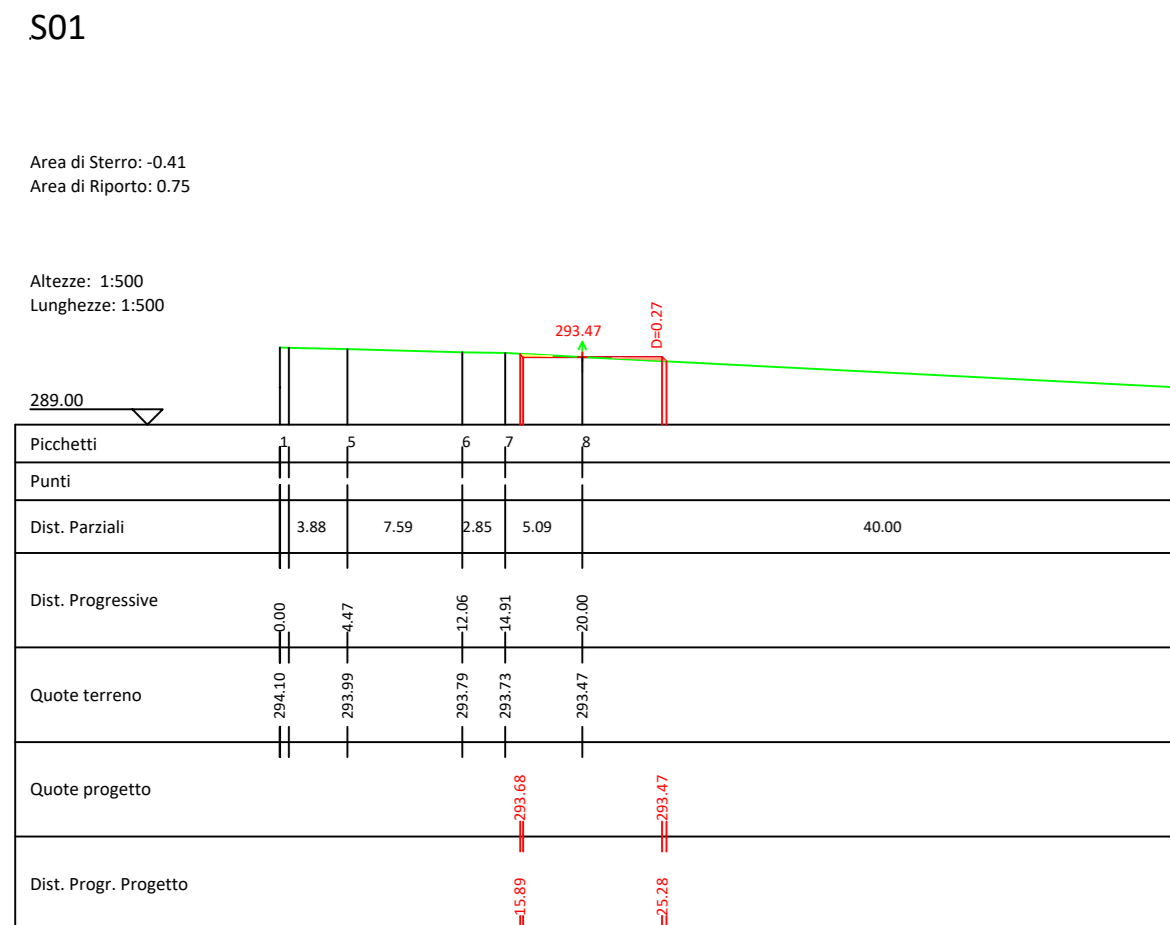 S01
Area di Sterro: -0.41
Area di Riporto: 0.75
Altezze: 1:500
Lunghezze: 1:500
293.47
D=0.27
289.00
Picchetti 1 5 6 7 8
Punti
Dist. Parziali 3.88 7.59 2.85 5.09 40.00
Dist. Progressive 0.00 4.47 12.06 14.91 20.00
Quote terreno 294.10 293.99 293.79 293.73 293.47
Quote progetto 293.68 293.47
Dist. Progr. Progetto 15.89 25.28